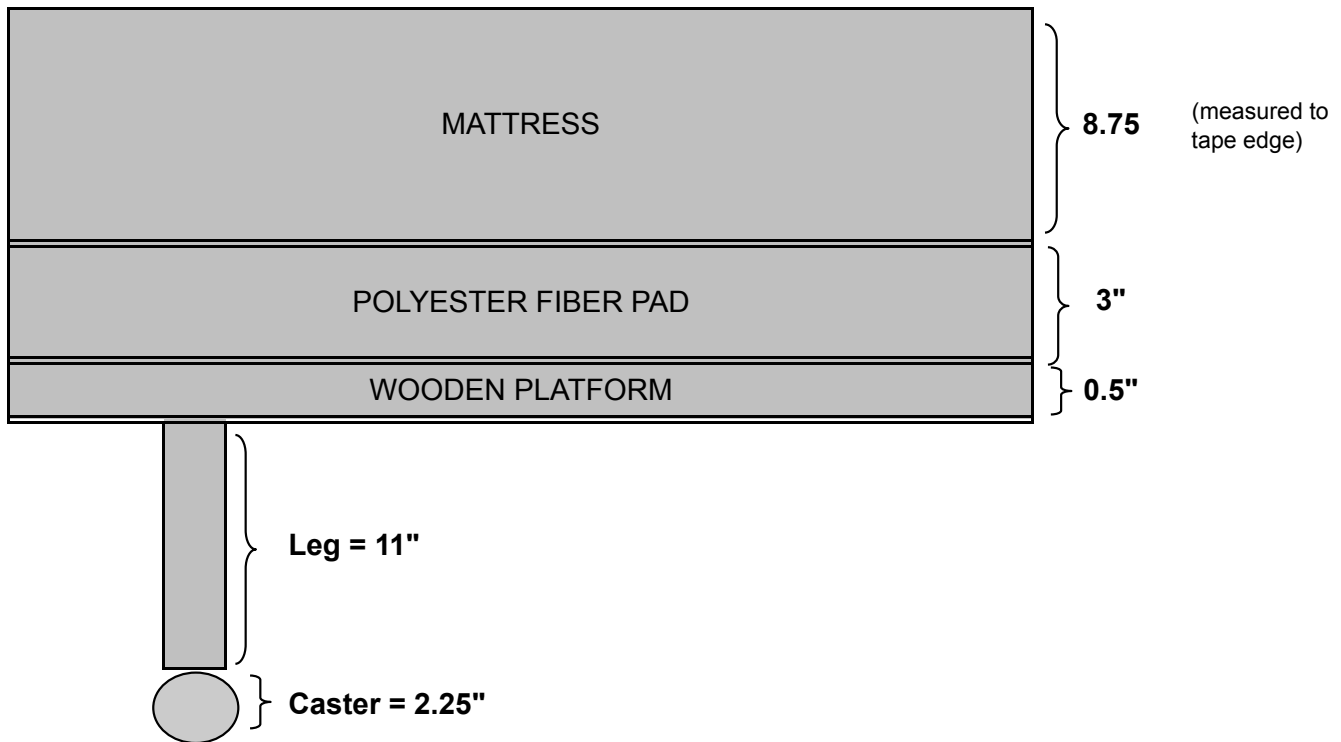 MATTRESS
8.75
(measured to
tape edge)
POLYESTER FIBER PAD
3"
WOODEN PLATFORM
0.5"
Leg = 11"
Caster = 2.25"